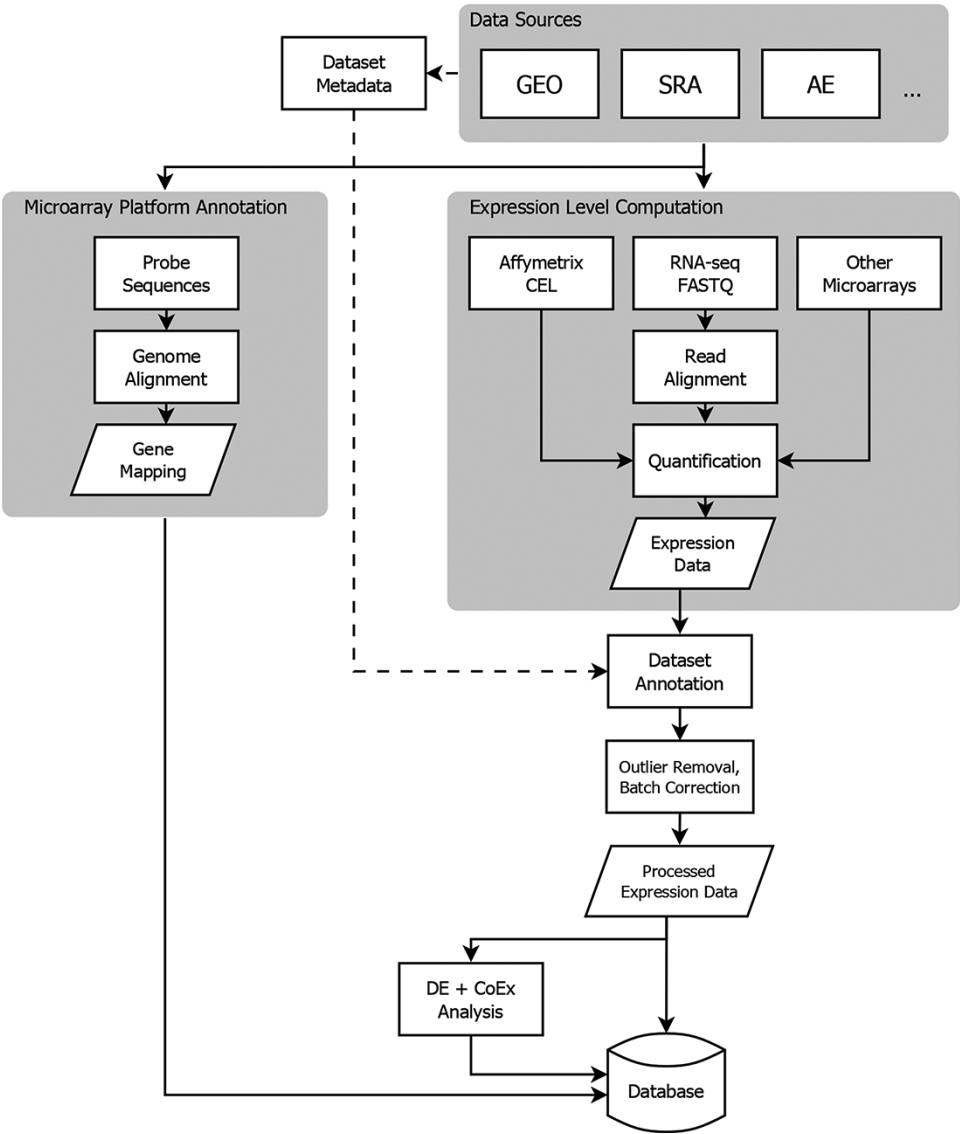 Data Sources
Dataset
Metadata
GEO
SRA
AE
...
Microarray Platform Annotation
Probe
Sequences
Genome
Alignment
Gene
Mapping
Expression Level Computation
Affymetrix
CEL
RNA-seq
FASTQ
Other
Microarrays
Read
Alignment
Quantification
Expression
Data
Dataset
Annotation
Outlier Removal,
Batch Correction
Processed
Expression Data
DE + CoEx
Analysis
Database